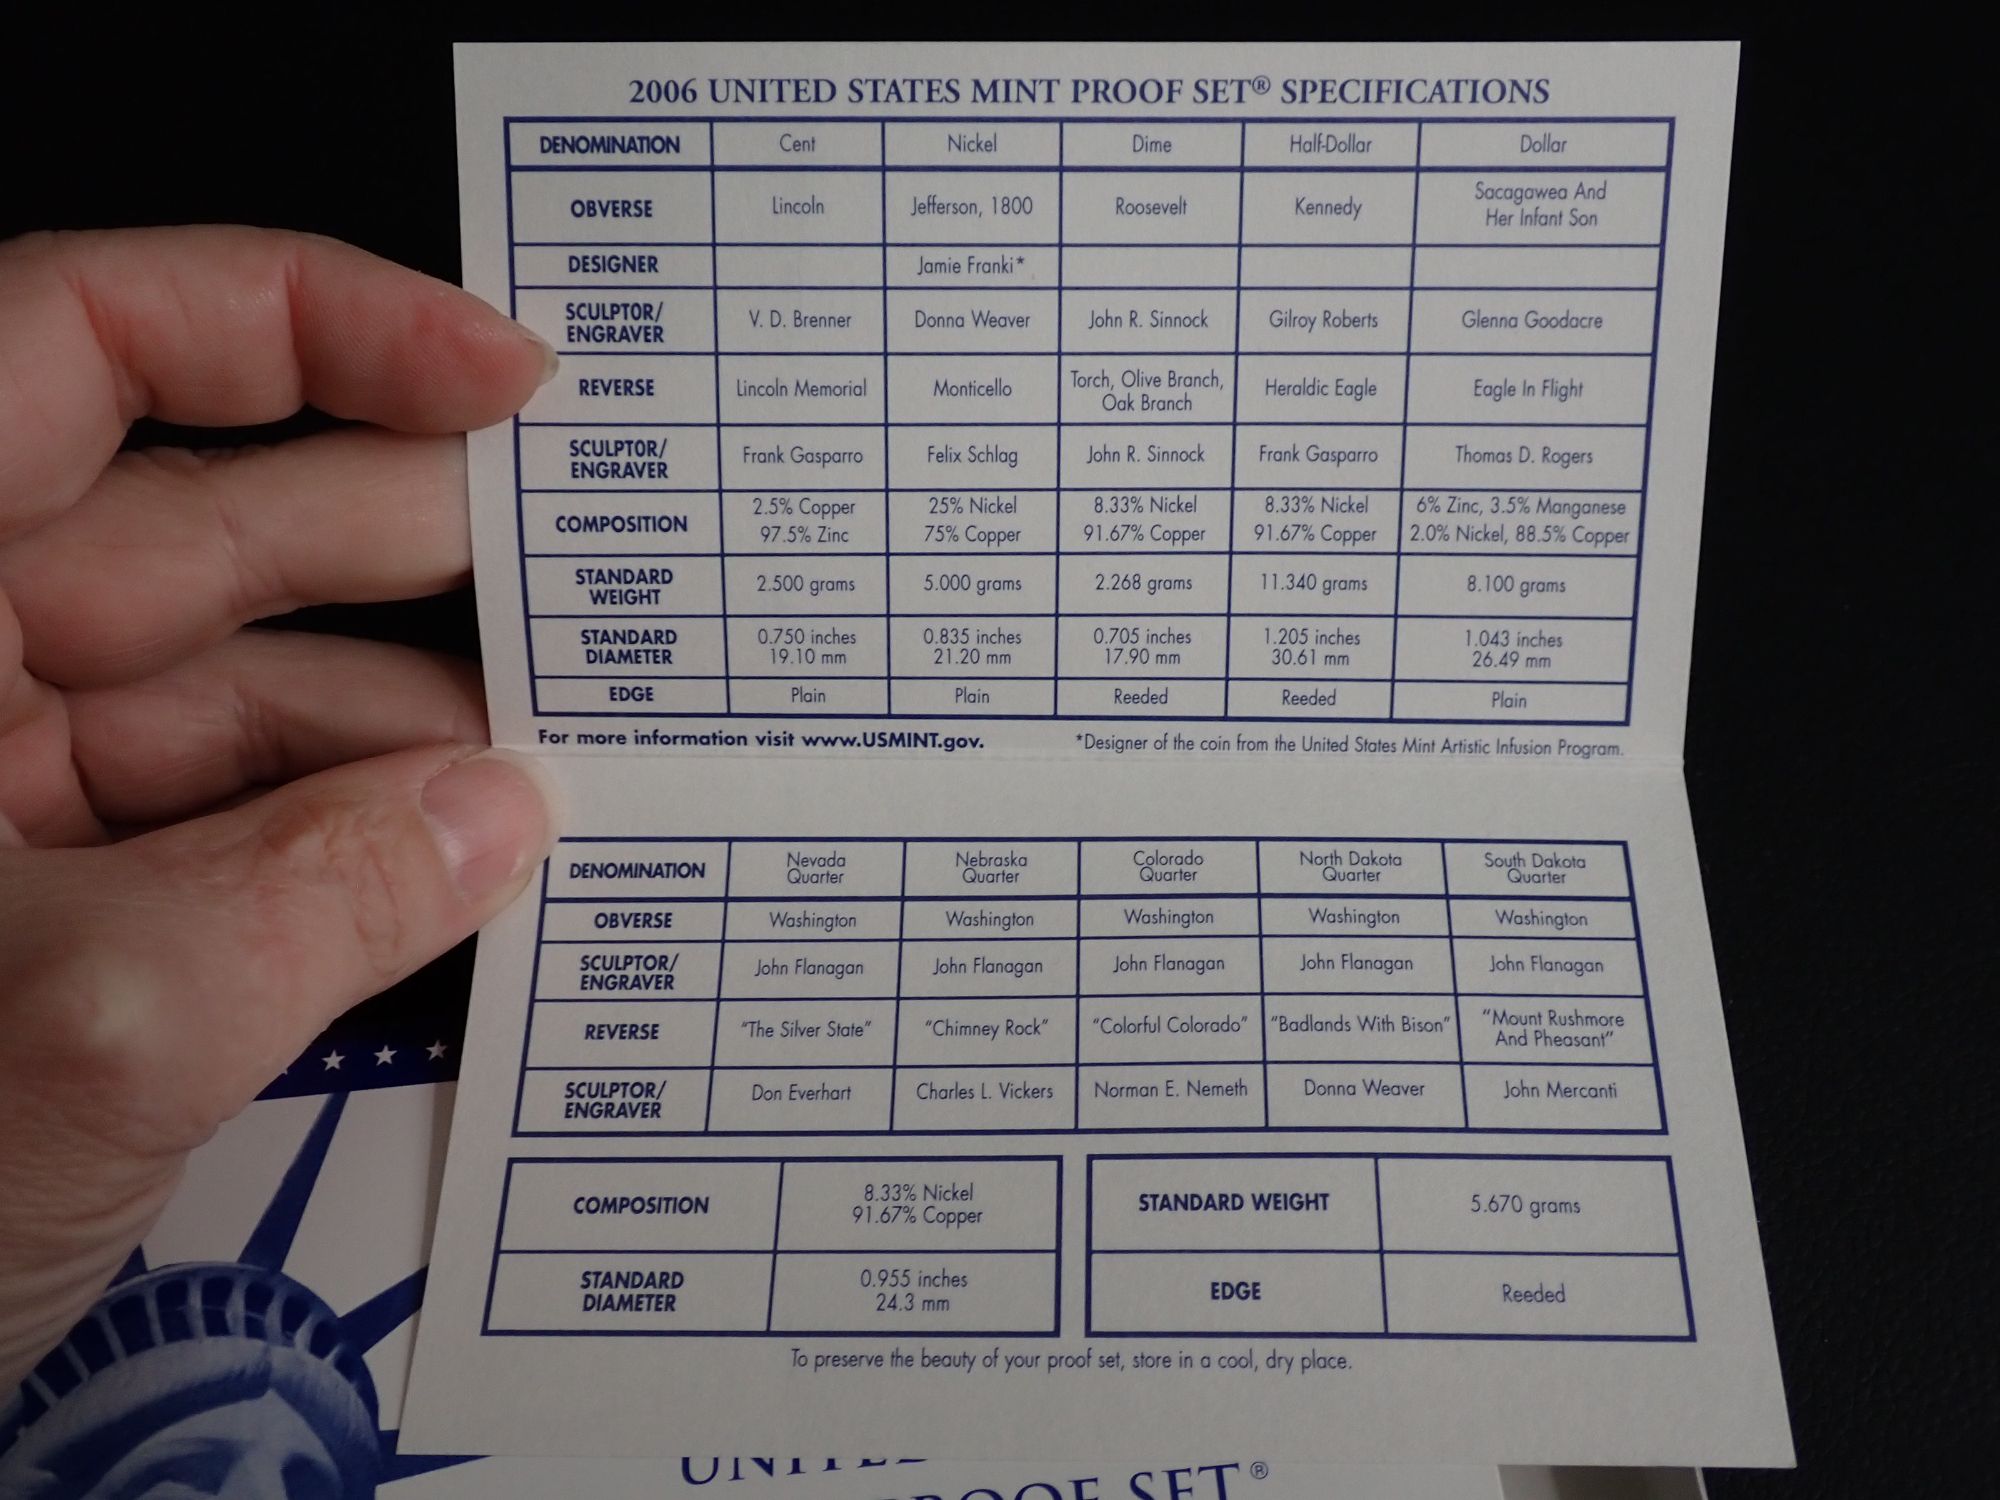 2006 UNITED STATES MINT PROOF SET® SPECIFICATIONS
DENOMINATION Cent Nickel Dime Half-Dollar Dollar
OBVERSE Lincoln Jefferson, 1800 Roosevelt Kennedy Sacagawea And
Her Infant Son
DESIGNER Jamie Franki*
SCULPTOR/
ENGRAVER V. D. Brenner Donna Weaver John R. Sinnock Gilroy Roberts Glenna Goodacre
REVERSE Lincoln Memorial Monticello Torch, Olive Branch,
Oak Branch Heraldic Eagle Eagle In Flight
SCULPTOR/
ENGRAVER Frank Gasparro Felix Schlag John R. Sinnock Frank Gasparro Thomas D. Rogers
COMPOSITION 2.5% Copper 25% Nickel 8.33% Nickel 8.33% Nickel 6% Zinc, 3.5% Manganese
97.5% Zinc 75% Copper 91.67% Copper 91.67% Copper 2.0% Nickel, 88.5% Copper
STANDARD
WEIGHT 2.500 grams 5.000 grams 2.268 grams 11.340 grams 8.100 grams
STANDARD 0.750 inches 0.835 inches 0.705 inches 1.205 inches 1.043 inches
DIAMETER 19.10 mm 21.20 mm 17.90 mm 30.61 mm 26.49 mm
EDGE Plain Plain Reeded Reeded Plain
For more information visit www.USMINT.gov. *Designer of the coin from the United States Mint Artistic Infusion Program.
DENOMINATION Nevada Nebraska Colorado North Dakota South Dakota
Quarter Quarter Quarter Quarter Quarter
OBVERSE Washington Washington Washington Washington Washington
SCULPTOR/
ENGRAVER John Flanagan John Flanagan John Flanagan John Flanagan John Flanagan
REVERSE "The Silver State" "Chimney Rock" "Colorful Colorado" "Badlands With Bison" "Mount Rushmore
And Pheasant"
SCULPTOR/
ENGRAVER Don Everhart Charles L. Vickers Norman E. Nemeth Donna Weaver John Mercanti
COMPOSITION 8.33% Nickel
91.67% Copper
STANDARD WEIGHT 5.670 grams
STANDARD 0.955 inches
DIAMETER 24.3 mm
EDGE Reeded
To preserve the beauty of your proof set, store in a cool, dry place.
SET®